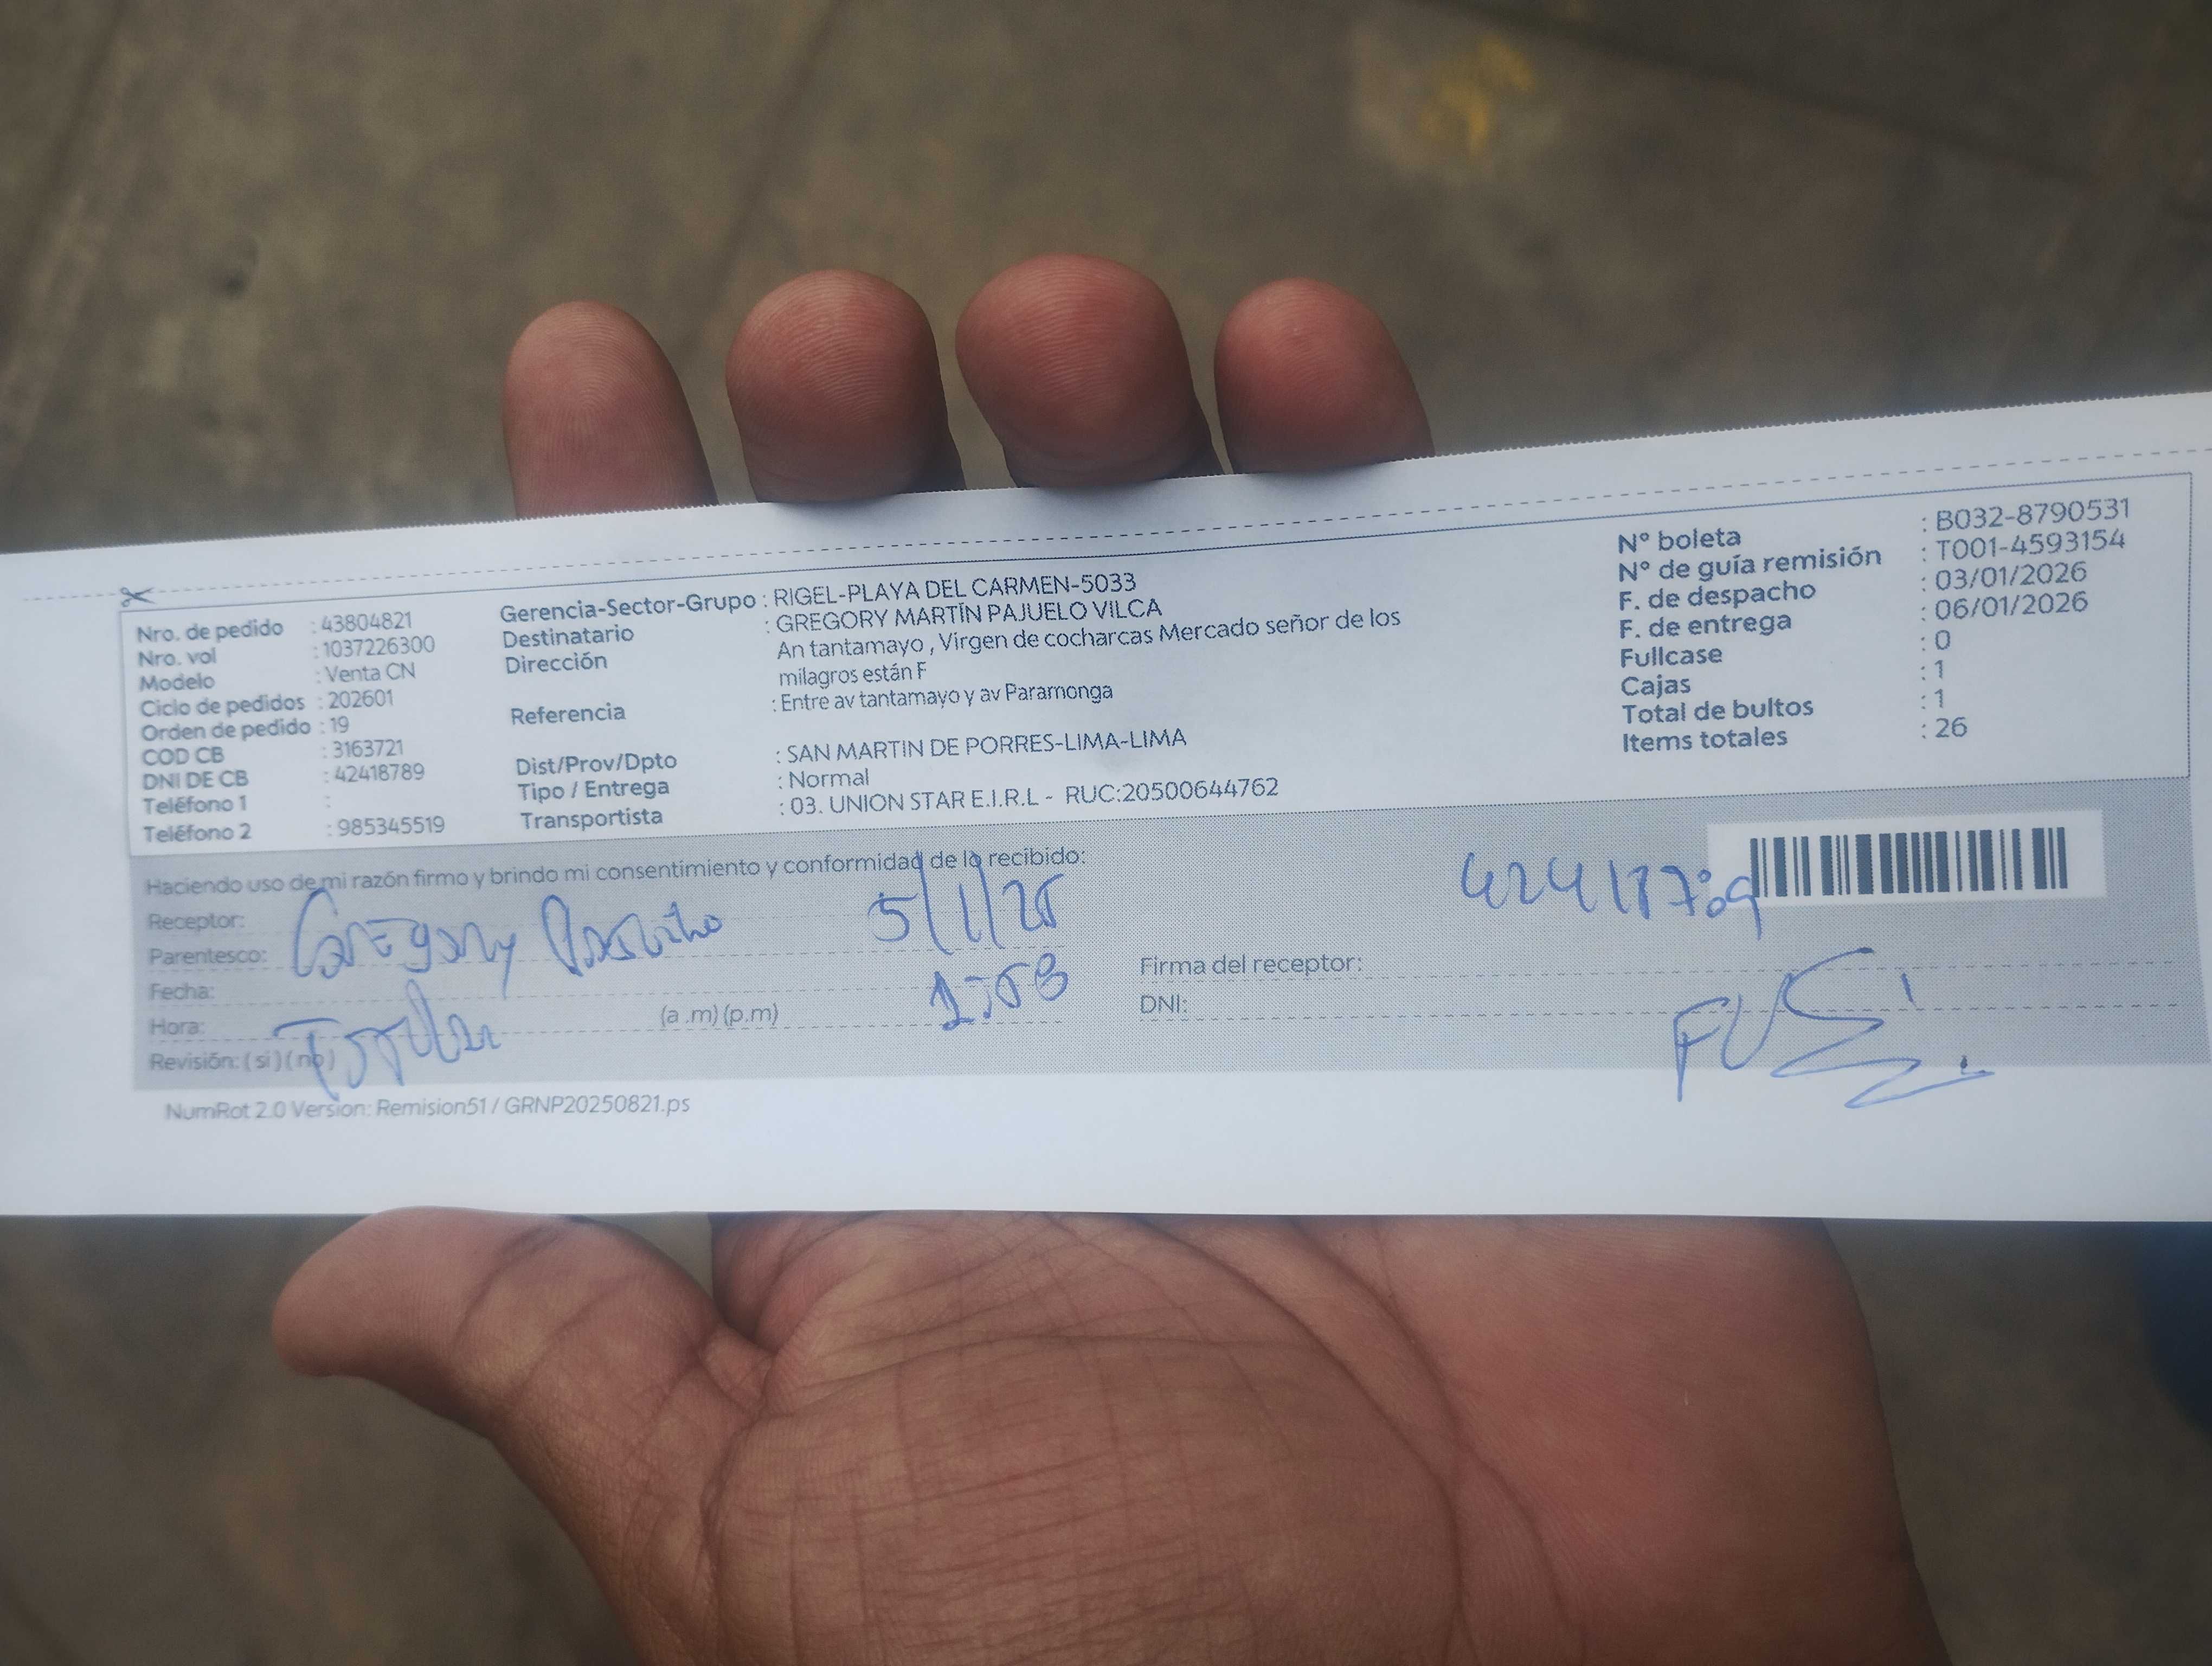 Nro. de pedido : 43804821
Nro. vol : 1037226300
Modelo : Venta CN
Ciclo de pedidos : 202601
Orden de pedido : 19
COD CB : 3163721
DNI DE CB : 42418789
Teléfono 1 :
Teléfono 2 : 985345519
Gerencia-Sector-Grupo : RIGEL-PLAYA DEL CARMEN-5033
Destinatario : GREGORY MARTÍN PAJUELO VILCA
Dirección An tantamayo , Virgen de cocharcas Mercado señor de los
milagros están F
Referencia : Entre av tantamayo y av Paramonga
Dist/Prov/Dpto : SAN MARTIN DE PORRES-LIMA-LIMA
Tipo / Entrega : Normal
Transportista : 03. UNION STAR E.I.R.L - RUC:20500644762
N° boleta : B032-8790531
N° de guía remisión : T001-4593154
F. de despacho : 03/01/2026
F. de entrega : 06/01/2026
Fullcase : 0
Cajas : 1
Total de bultos : 1
Items totales : 26
Haciendo uso de mi razón firmo y brindo mi consentimiento y conformidad de lo recibido:
Receptor: Gregory 5/1/26 42418789
Parentesco:
Fecha:
Hora: (a .m) (p.m)
Revisión: ( si ) ( no )
Firma del receptor:
DNI:
NumRot 2.0 Version: Remision51 / GRNP20250821.ps